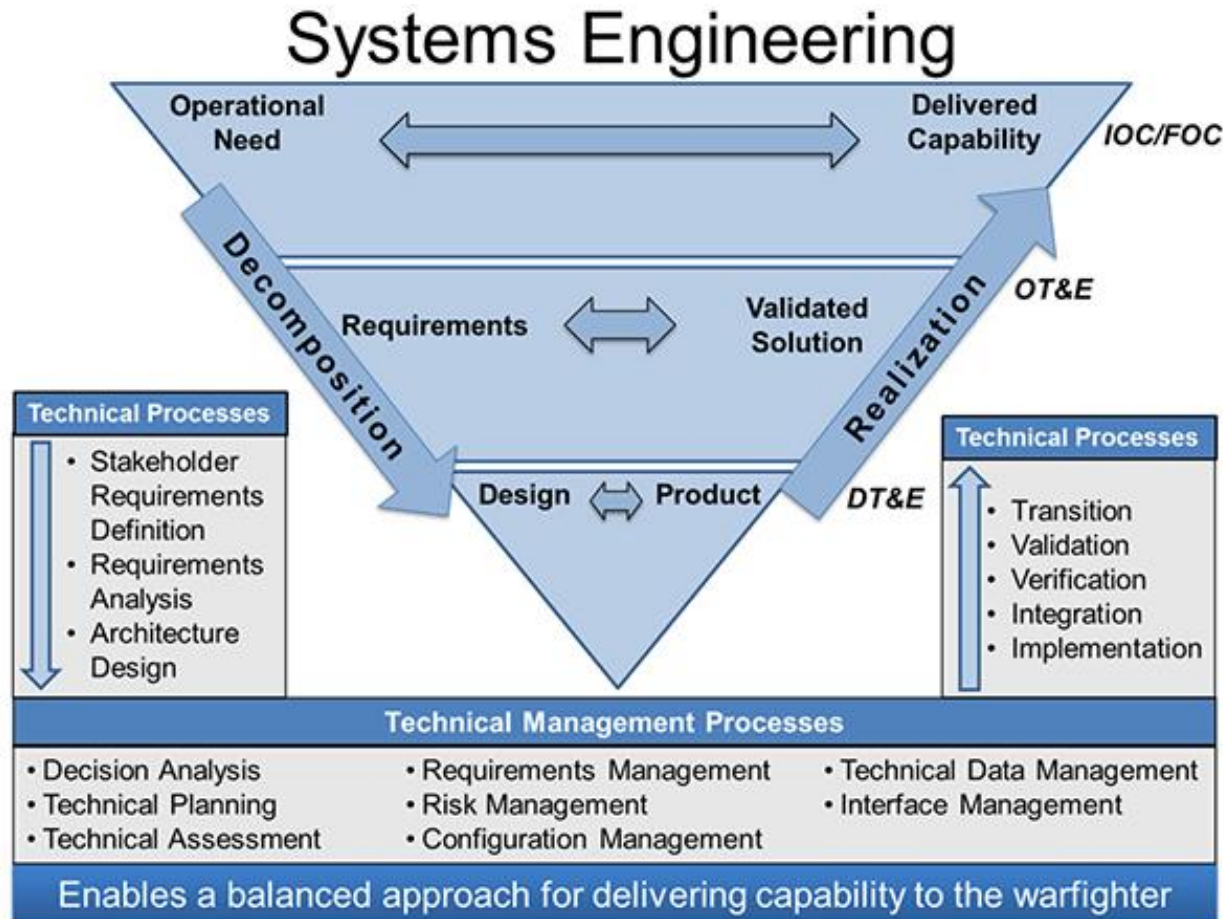 Systems Engineering
Operational
Need
Delivered
Capability
IOC/FOC
Decomposition
Realization
OT&E
Requirements
Validated
Solution
Design
Product
DT&E
Technical Processes
• Stakeholder
Requirements
Definition
• Requirements
Analysis
• Architecture
Design
Technical Processes
• Transition
• Validation
• Verification
• Integration
• Implementation
Technical Management Processes
• Decision Analysis
• Technical Planning
• Technical Assessment
• Requirements Management
• Risk Management
• Configuration Management
• Technical Data Management
• Interface Management
Enables a balanced approach for delivering capability to the warfighter